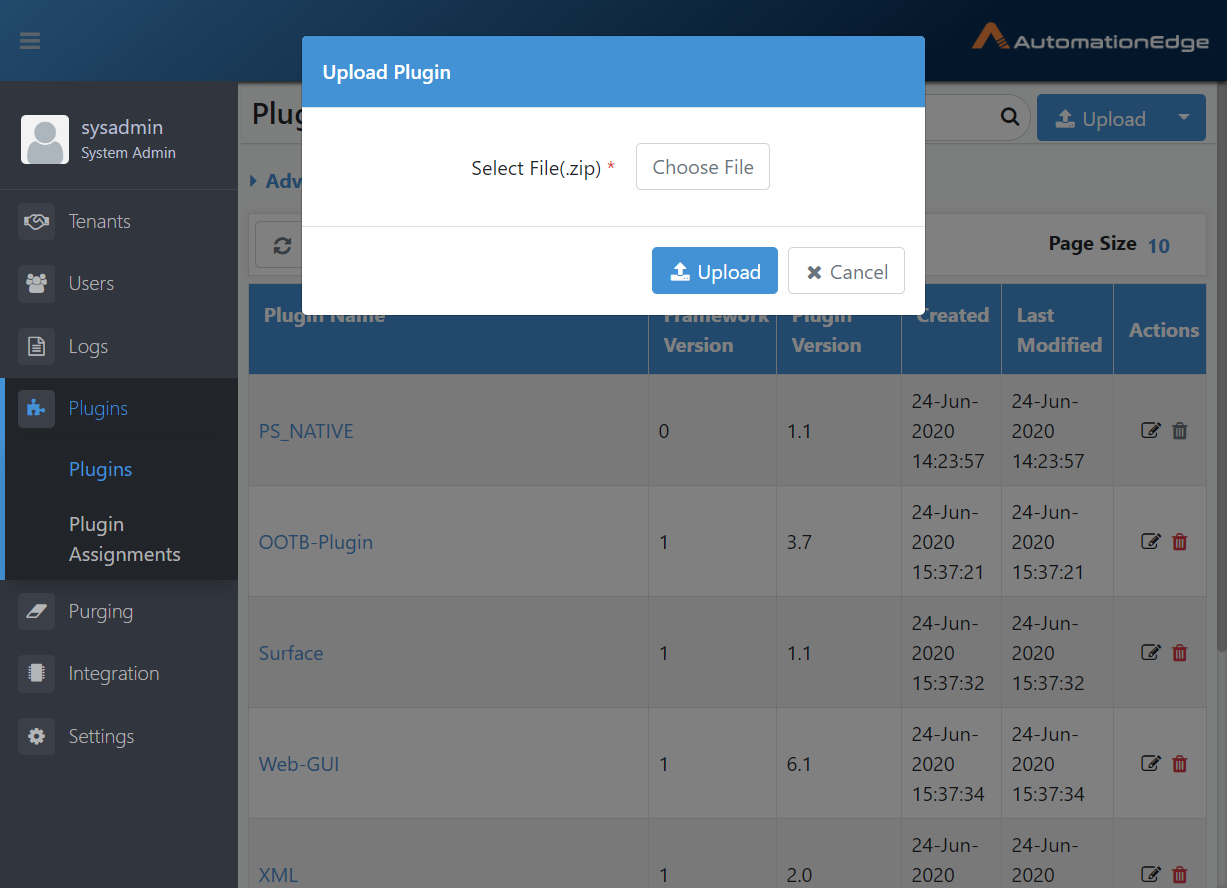 AutomationEdge
Upload Plugin
sysadmin
System Admin
Plug
Upload
Select File(.zip) *
Choose File
Adv
Tenants
Page Size 10
Upload
Cancel
Users
Plugin Name
Framework Version
Plugin Version
Created
Last Modified
Actions
Logs
Plugins
Plugins
Plugin
Assignments
Purging
Integration
Settings
PS_NATIVE
0
1.1
24-Jun-
2020
14:23:57
24-Jun-
2020
14:23:57
OOTB-Plugin
1
3.7
24-Jun-
2020
15:37:21
24-Jun-
2020
15:37:21
Surface
1
1.1
24-Jun-
2020
15:37:32
24-Jun-
2020
15:37:32
Web-GUI
1
6.1
24-Jun-
2020
15:37:34
24-Jun-
2020
15:37:34
XML
1
2.0
24-Jun-
2020
24-Jun-
2020